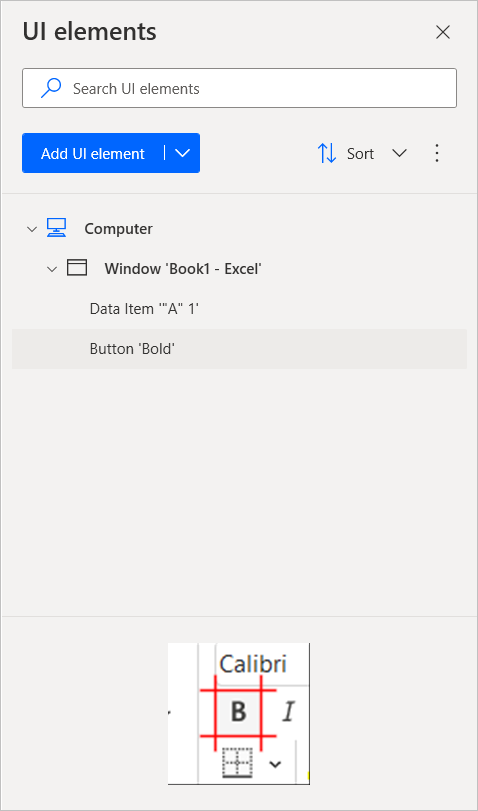 UI elements
Search UI elements
Add UI element
Sort
Computer
Window 'Book1 - Excel'
Data Item '"A" 1'
Button 'Bold'
Calibri
B I